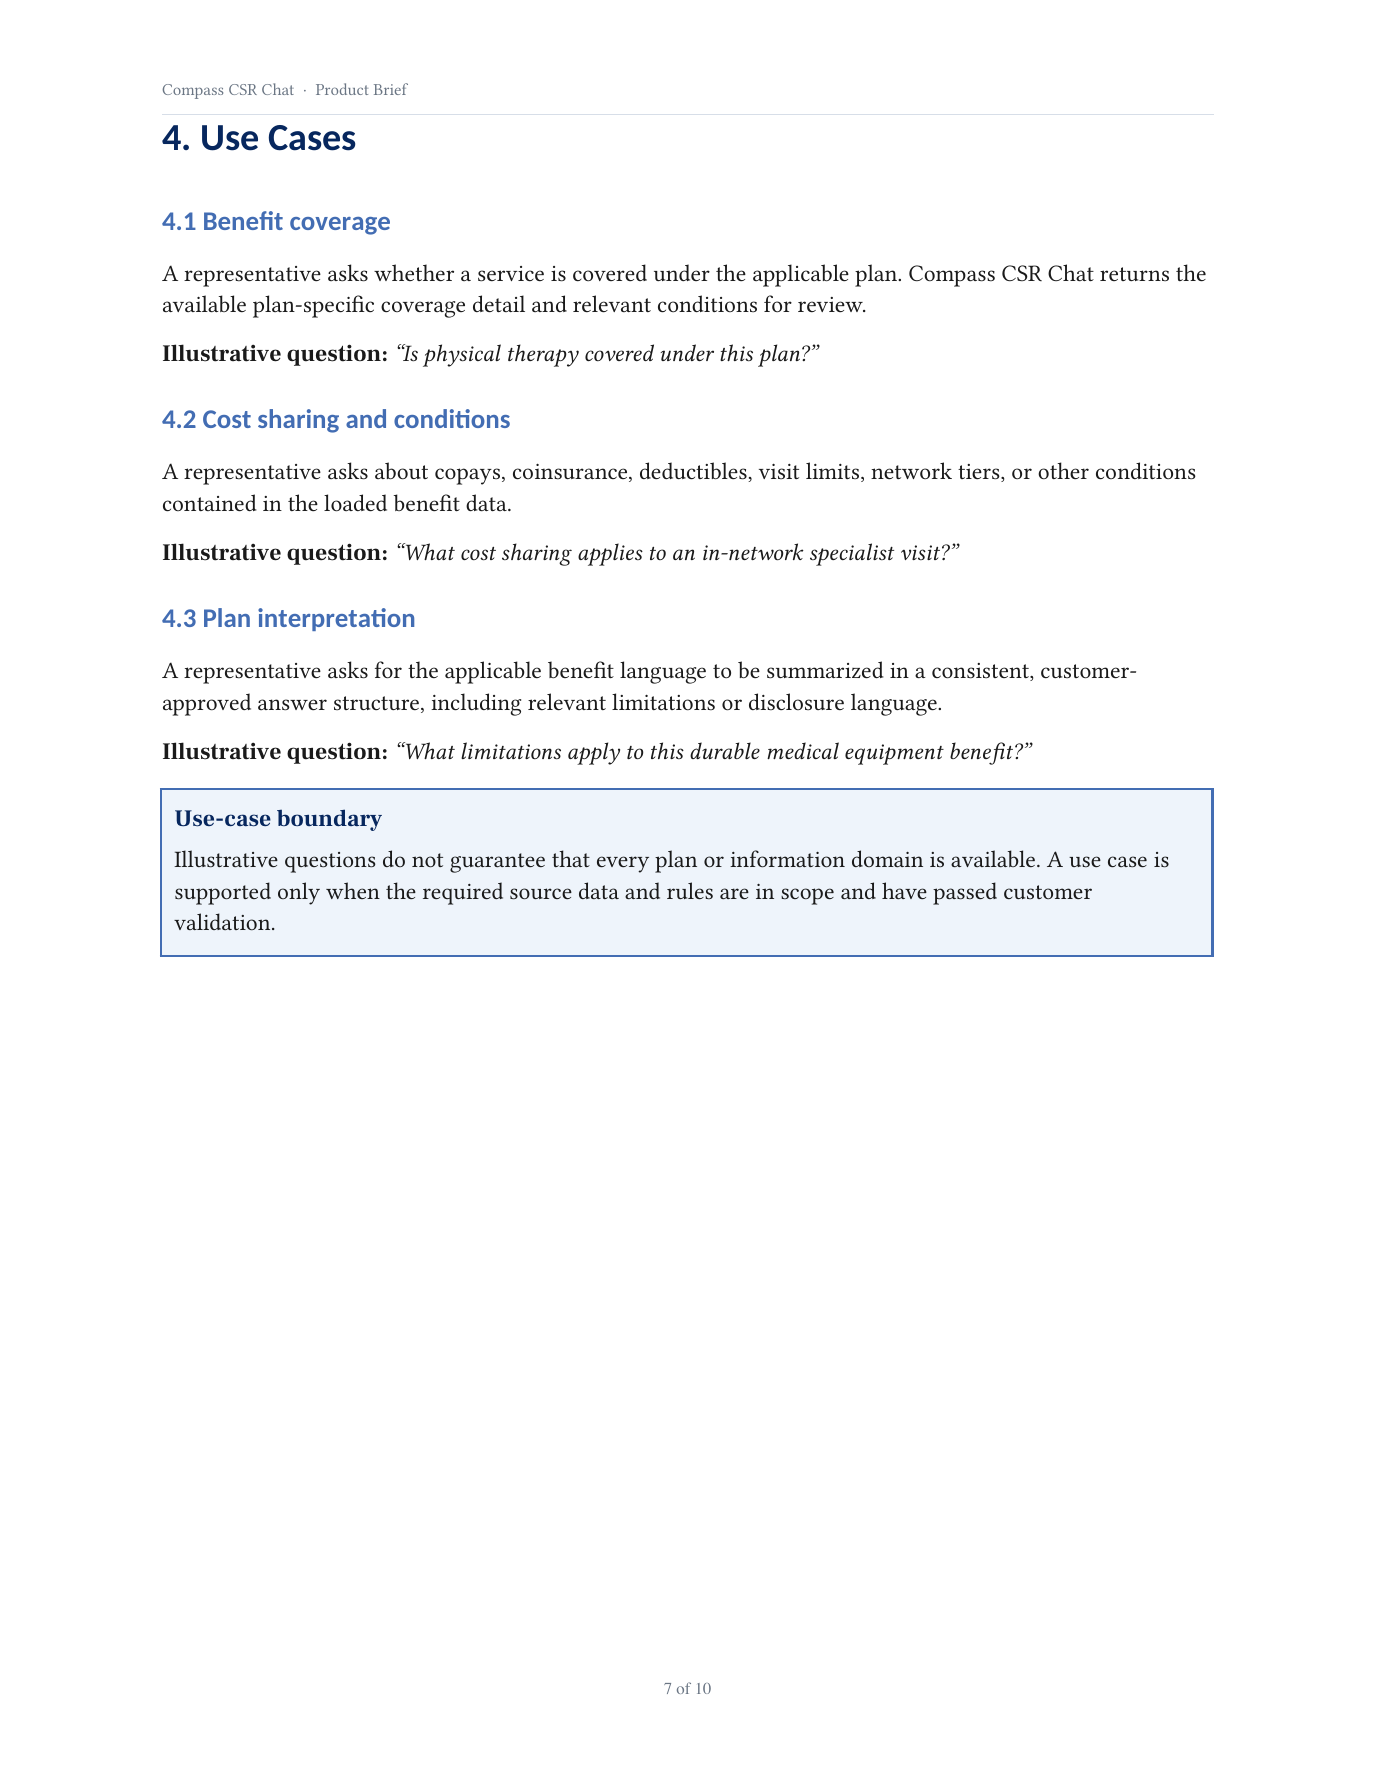 Compass CSR Chat · Product Brief
4. Use Cases
4.1 Benefit coverage
A representative asks whether a service is covered under the applicable plan. Compass CSR Chat returns the
available plan-specific coverage detail and relevant conditions for review.
Illustrative question: “Is physical therapy covered under this plan?”
4.2 Cost sharing and conditions
A representative asks about copays, coinsurance, deductibles, visit limits, network tiers, or other conditions
contained in the loaded benefit data.
Illustrative question: “What cost sharing applies to an in-network specialist visit?”
4.3 Plan interpretation
A representative asks for the applicable benefit language to be summarized in a consistent, customer-
approved answer structure, including relevant limitations or disclosure language.
Illustrative question: “What limitations apply to this durable medical equipment benefit?”
Use-case boundary
Illustrative questions do not guarantee that every plan or information domain is available. A use case is
supported only when the required source data and rules are in scope and have passed customer
validation.
7 of 10